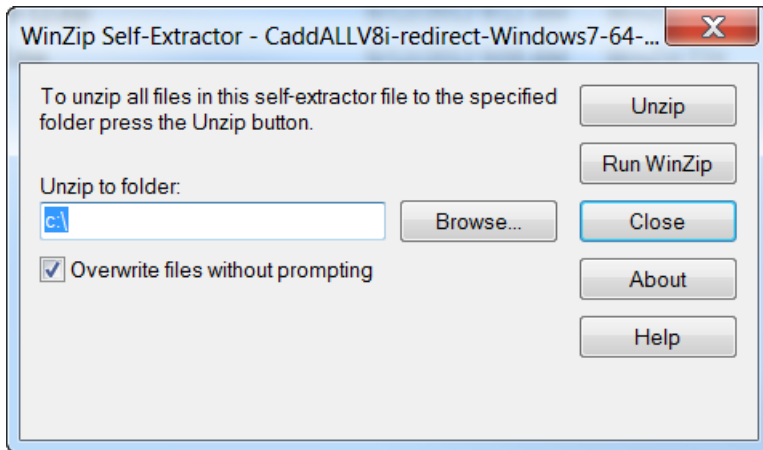 WinZip Self-Extractor - CaddALLV8i-redirect-Windows7-64-...
X
To unzip all files in this self-extractor file to the specified
folder press the Unzip button.
Unzip
Run WinZip
Unzip to folder:
c:\
Browse...
Close
Overwrite files without prompting
About
Help